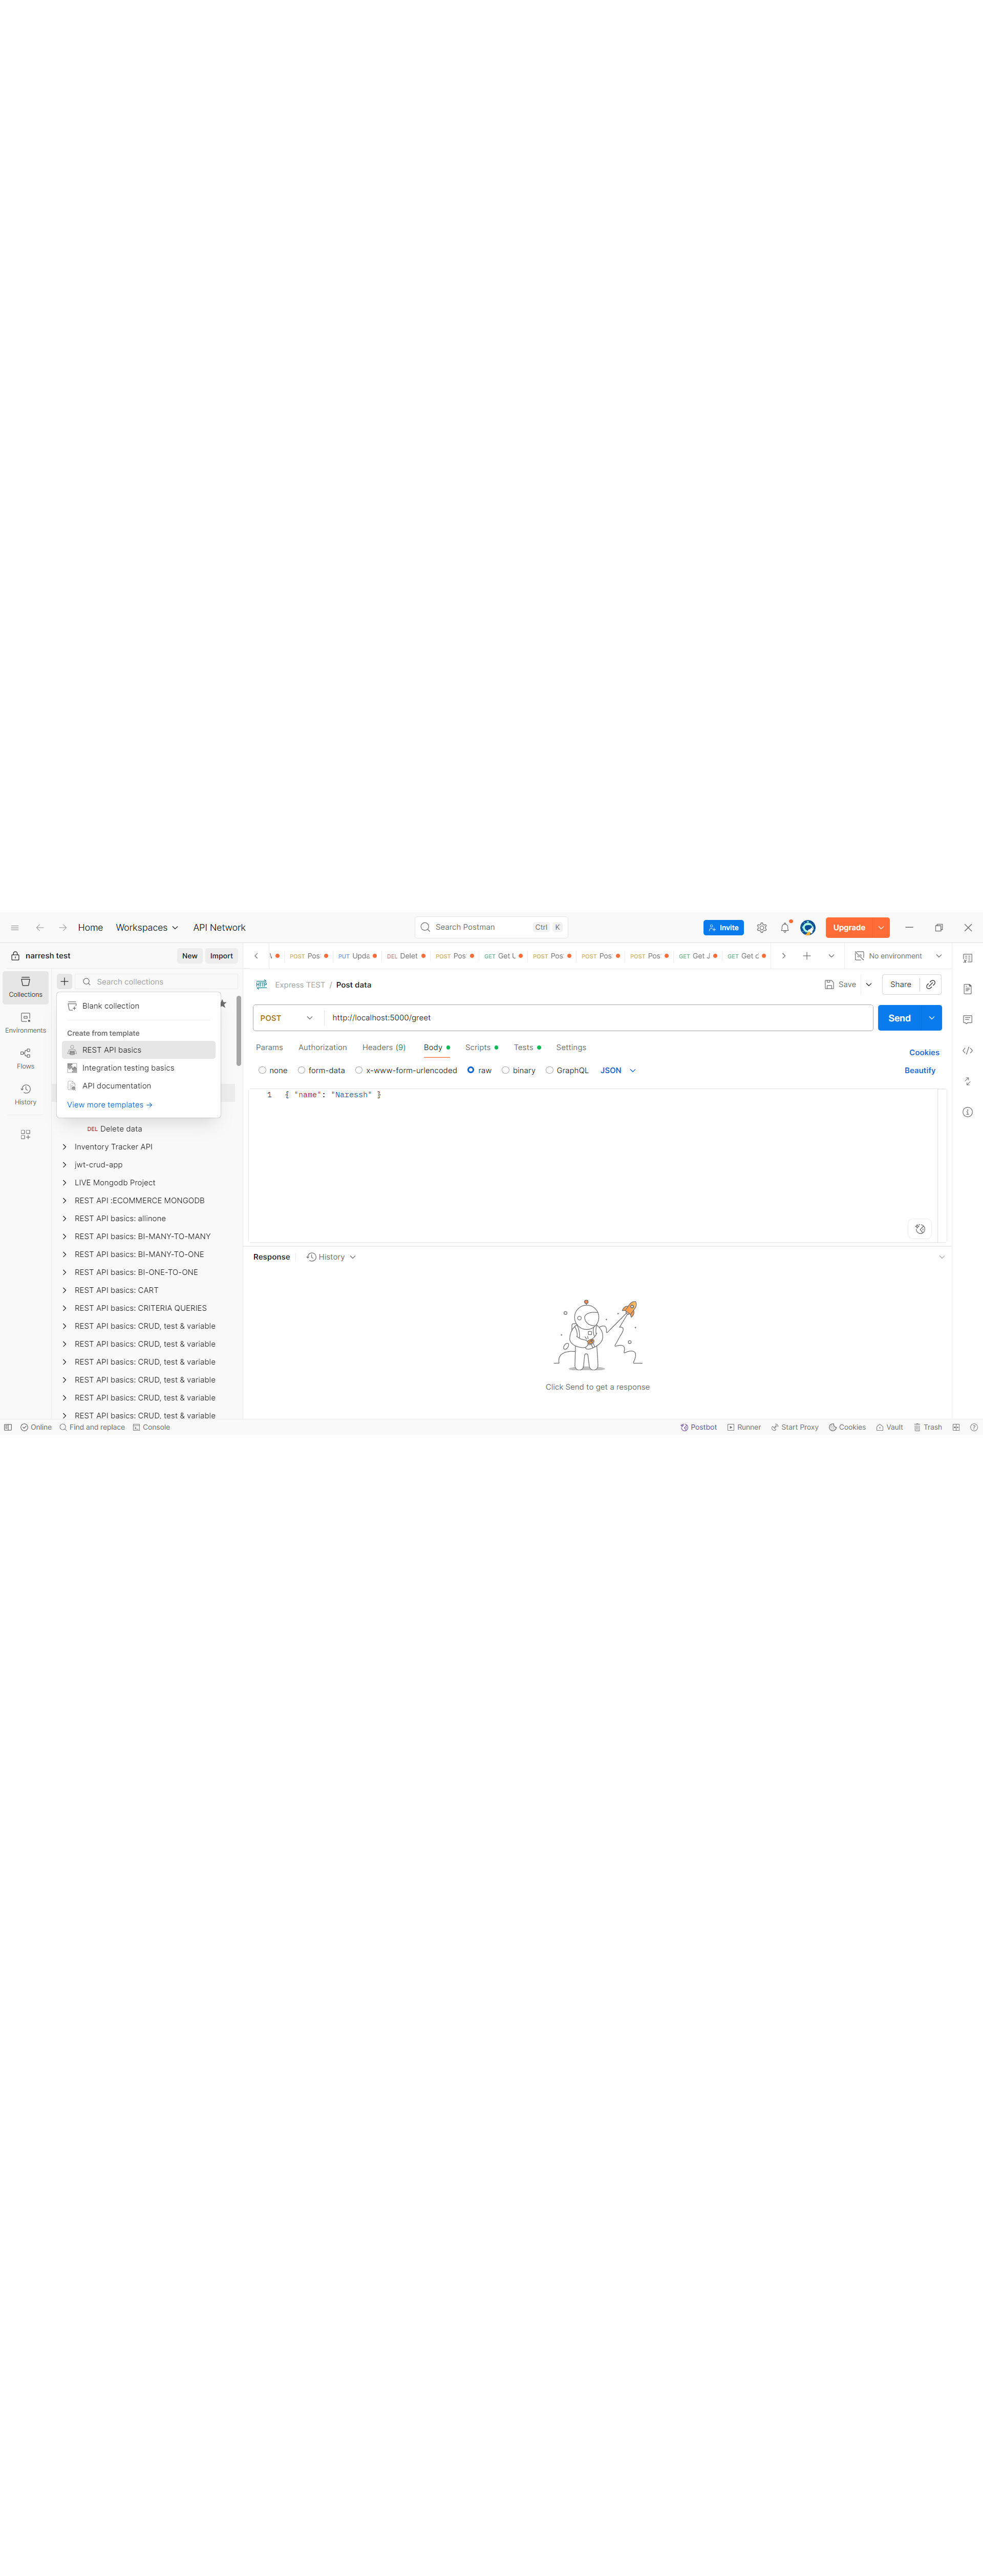 Home Workspaces API Network Search Postman Ctrl K Invite Upgrade
narresh test New Import
POST Pos PUT Upda DEL Delet POST Pos GET Get U POST Pos POST Pos POST Pos GET Get J GET Get c No environment
Collections
Environments
Flows
History
Search collections
Blank collection
Create from template
REST API basics
Integration testing basics
API documentation
View more templates →
DEL Delete data
Inventory Tracker API
jwt-crud-app
LIVE Mongodb Project
REST API :ECOMMERCE MONGODB
REST API basics: allinone
REST API basics: BI-MANY-TO-MANY
REST API basics: BI-MANY-TO-ONE
REST API basics: BI-ONE-TO-ONE
REST API basics: CART
REST API basics: CRITERIA QUERIES
REST API basics: CRUD, test & variable
REST API basics: CRUD, test & variable
REST API basics: CRUD, test & variable
REST API basics: CRUD, test & variable
REST API basics: CRUD, test & variable
REST API basics: CRUD, test & variable
HTTP Express TEST / Post data Save Share
POST http://localhost:5000/greet Send
Params Authorization Headers (9) Body Scripts Tests Settings Cookies
none form-data x-www-form-urlencoded raw binary GraphQL JSON Beautify
1 { "name": "Naressh" }
Response History
Click Send to get a response
Online Find and replace Console Postbot Runner Start Proxy Cookies Vault Trash